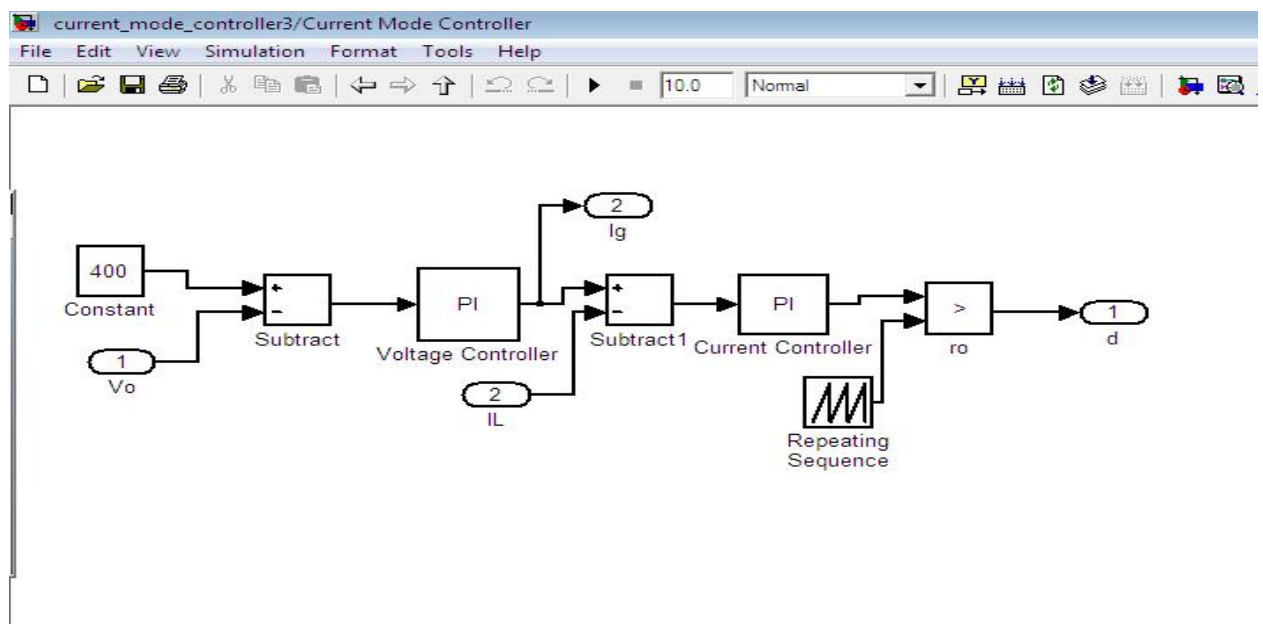 current_mode_controller3/Current Mode Controller
File Edit View Simulation Format Tools Help
10.0 Normal
2
Ig
400
Constant
+
-
Subtract
PI
Voltage Controller
+
-
Subtract1
PI
Current Controller
>
ro
1
d
1
Vo
2
IL
Repeating
Sequence